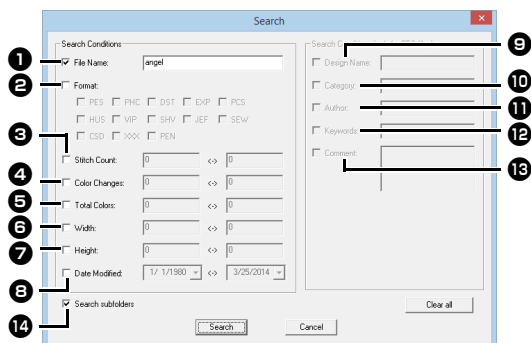 Search
Search Conditions
1 File Name: angel
2 Format:
PES PHC DST EXP PCS
HUS VIP SHV JEF SEW
CSD XXX PEN
3 Stitch Count: 0 <-> 0
4 Color Changes: 0 <-> 0
5 Total Colors: 0 <-> 0
6 Width: 0 <-> 0
7 Height: 0 <-> 0
8 Date Modified: 1/ 1/1980 <-> 3/25/2014
14 Search subfolders
Search Conditions
9 Design Name:
10 Category:
11 Author:
12 Keywords:
13 Comment:
Clear all
Search Cancel